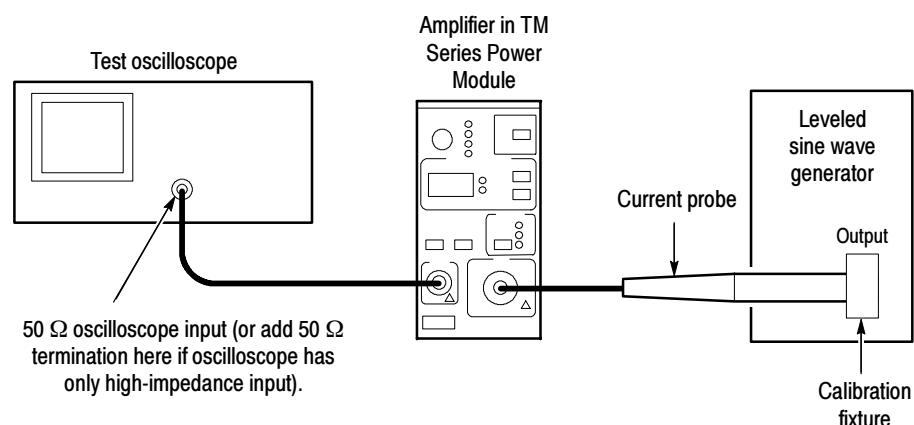 Amplifier in TM
Series Power
Module
Test oscilloscope
Leveled
sine wave
generator
Current probe
Output
50 Ω oscilloscope input (or add 50 Ω
termination here if oscilloscope has
only high-impedance input).
Calibration
fixture